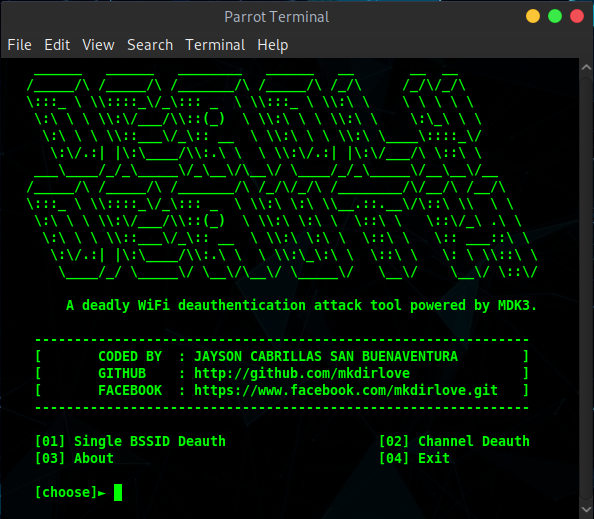 Parrot Terminal
File Edit View Search Terminal Help
DEADLY
DEAUTH
A deadly WiFi deauthentication attack tool powered by MDK3.
--------------------------------------------------------------
[ CODED BY : JAYSON CABRILLAS SAN BUENAVENTURA ]
[ GITHUB : http://github.com/mkdirlove ]
[ FACEBOOK : https://www.facebook.com/mkdirlove.git ]
--------------------------------------------------------------
[01] Single BSSID Deauth [02] Channel Deauth
[03] About [04] Exit
[choose]►